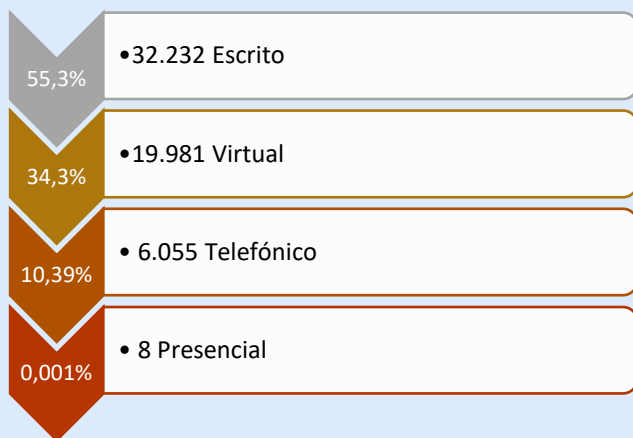 55,3%
•32.232 Escrito
34,3%
•19.981 Virtual
10,39%
• 6.055 Telefónico
0,001%
• 8 Presencial